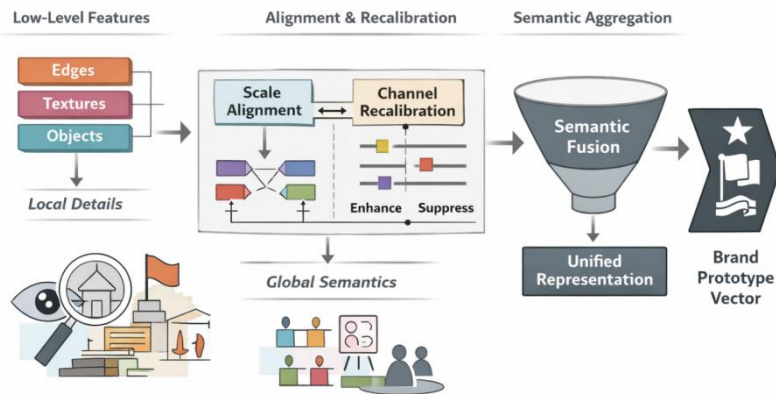 Low-Level Features
Alignment & Recalibration
Semantic Aggregation
Edges
Textures
Objects
Local Details
Scale
Alignment
Channel
Recalibration
Enhance
Suppress
Global Semantics
Semantic
Fusion
Unified
Representation
Brand
Prototype
Vector